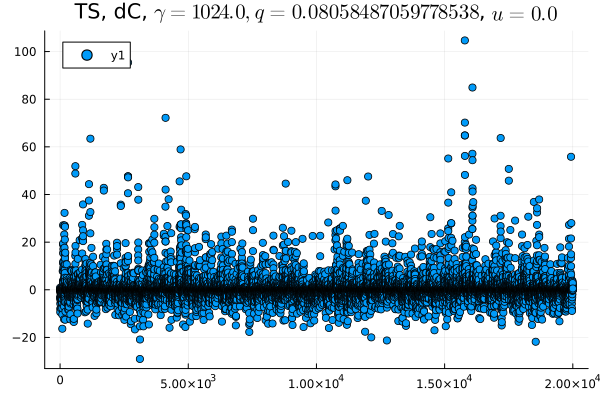 TS, dC, γ = 1024.0, q = 0.08058487059778538, u = 0.0
y1
100
80
60
40
20
0
−20
0 5.00×10³ 1.00×10⁴ 1.50×10⁴ 2.00×10⁴